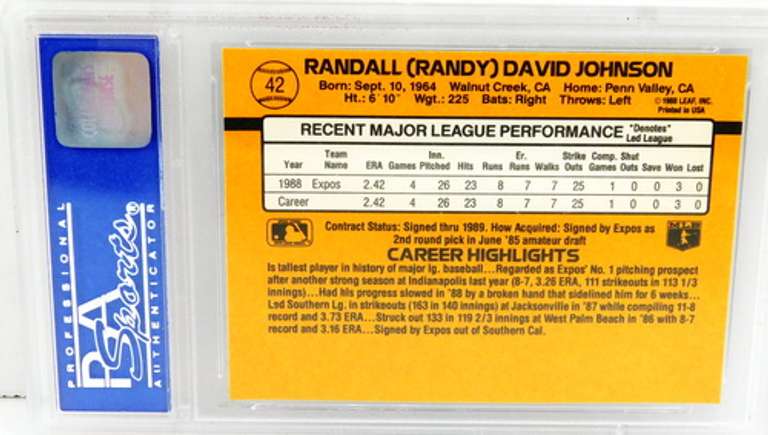 PROFESSIONAL
PSA Sports®
AUTHENTICATOR
42
RANDALL (RANDY) DAVID JOHNSON
Born: Sept. 10, 1964 Walnut Creek, CA Home: Penn Valley, CA
Ht.: 6'10" Wgt.: 225 Bats: Right Throws: Left
© 1988 LEAF, INC.
Printed in USA
RECENT MAJOR LEAGUE PERFORMANCE "Denotes" Led League
Year Team Name ERA Games Inn. Pitched Hits Runs Er. Runs Walks Strike Outs Comp. Games Shut Outs Save Won Lost
1988 Expos 2.42 4 26 23 8 7 7 25 1 0 0 3 0
Career 2.42 4 26 23 8 7 7 25 1 0 0 3 0
Contract Status: Signed thru 1989. How Acquired: Signed by Expos as
2nd round pick in June '85 amateur draft
MLB
CAREER HIGHLIGHTS
Is tallest player in history of major lg. baseball...Regarded as Expos' No. 1 pitching prospect
after another strong season at Indianapolis last year (8-7, 3.26 ERA, 111 strikeouts in 113 1/3
innings)...Had his progress slowed in '88 by a broken hand that sidelined him for 6 weeks...
Led Southern Lg. in strikeouts (163 in 140 innings) at Jacksonville in '87 while compiling 11-8
record and 3.73 ERA...Struck out 133 in 119 2/3 innings at West Palm Beach in '86 with 8-7
record and 3.16 ERA...Signed by Expos out of Southern Cal.